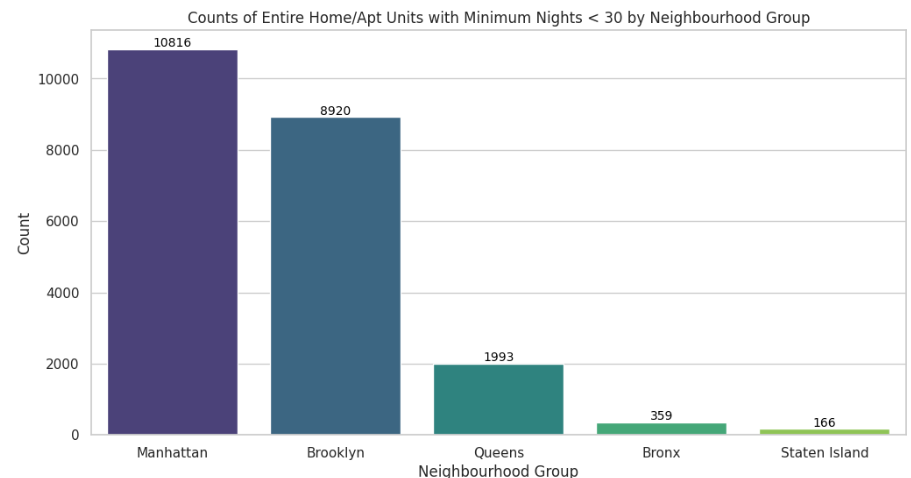 Counts of Entire Home/Apt Units with Minimum Nights < 30 by Neighbourhood Group
10816
10000
8920
8000
6000
Count
4000
1993
2000
359
166
0
Manhattan Brooklyn Queens Bronx Staten Island
Neighbourhood Group